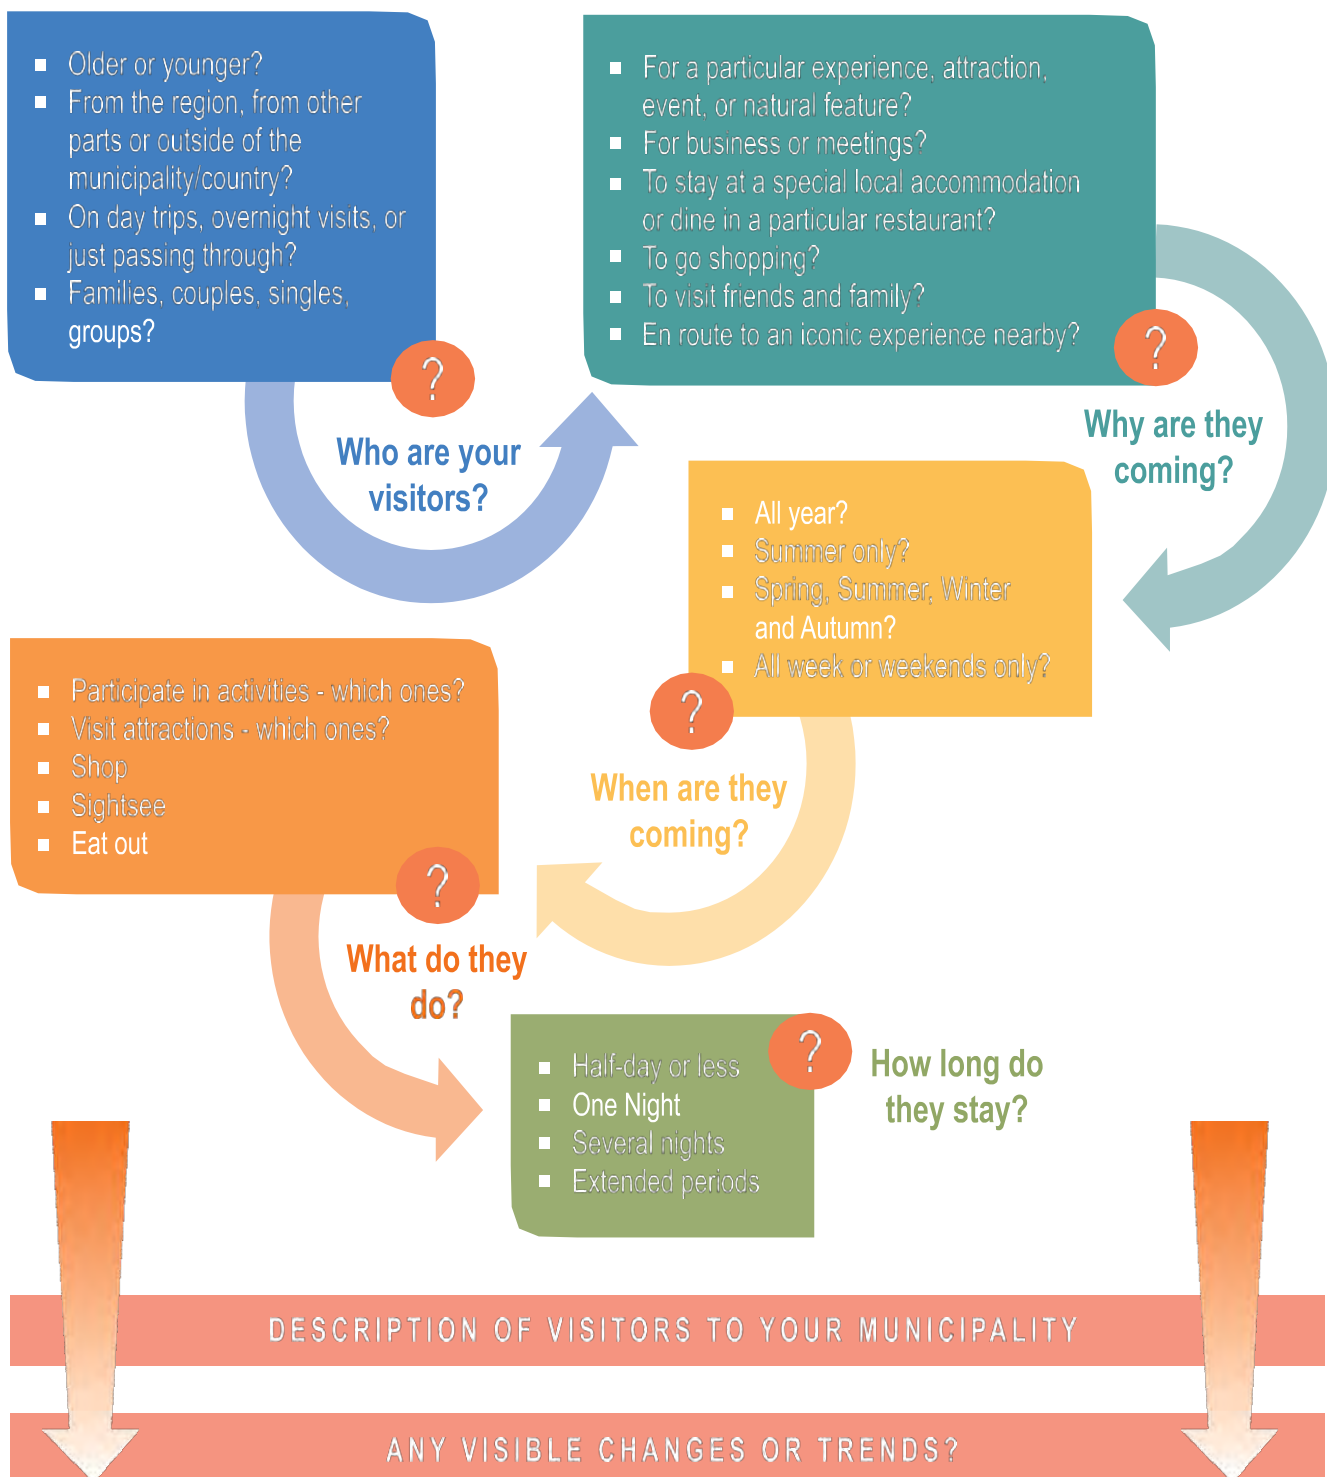 Older or younger?
From the region, from other
parts or outside of the
municipality/country?
On day trips, overnight visits, or
just passing through?
Families, couples, singles,
groups?
?
Who are your
visitors?
For a particular experience, attraction,
event, or natural feature?
For business or meetings?
To stay at a special local accommodation
or dine in a particular restaurant?
To go shopping?
To visit friends and family?
En route to an iconic experience nearby?
?
Why are they
coming?
All year?
Summer only?
Spring, Summer, Winter
and Autumn?
All week or weekends only?
?
When are they
coming?
Participate in activities - which ones?
Visit attractions - which ones?
Shop
Sightsee
Eat out
?
What do they
do?
Half-day or less
One Night
Several nights
Extended periods
?
How long do
they stay?
DESCRIPTION OF VISITORS TO YOUR MUNICIPALITY
ANY VISIBLE CHANGES OR TRENDS?